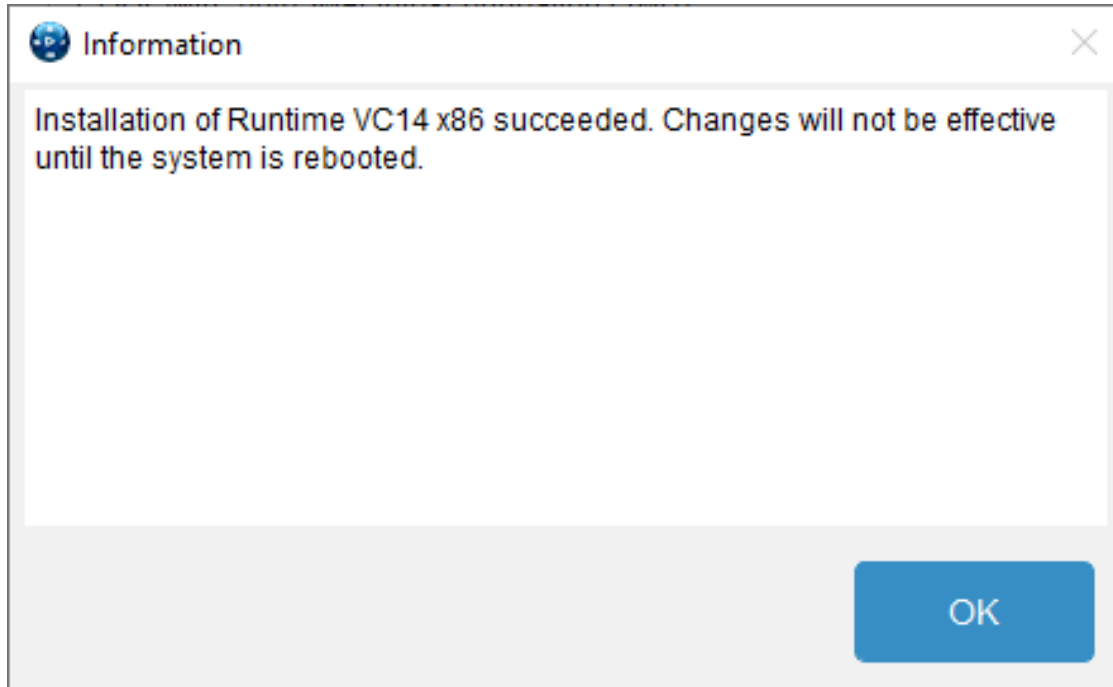 Information
Installation of Runtime VC14 x86 succeeded. Changes will not be effective
until the system is rebooted.
OK